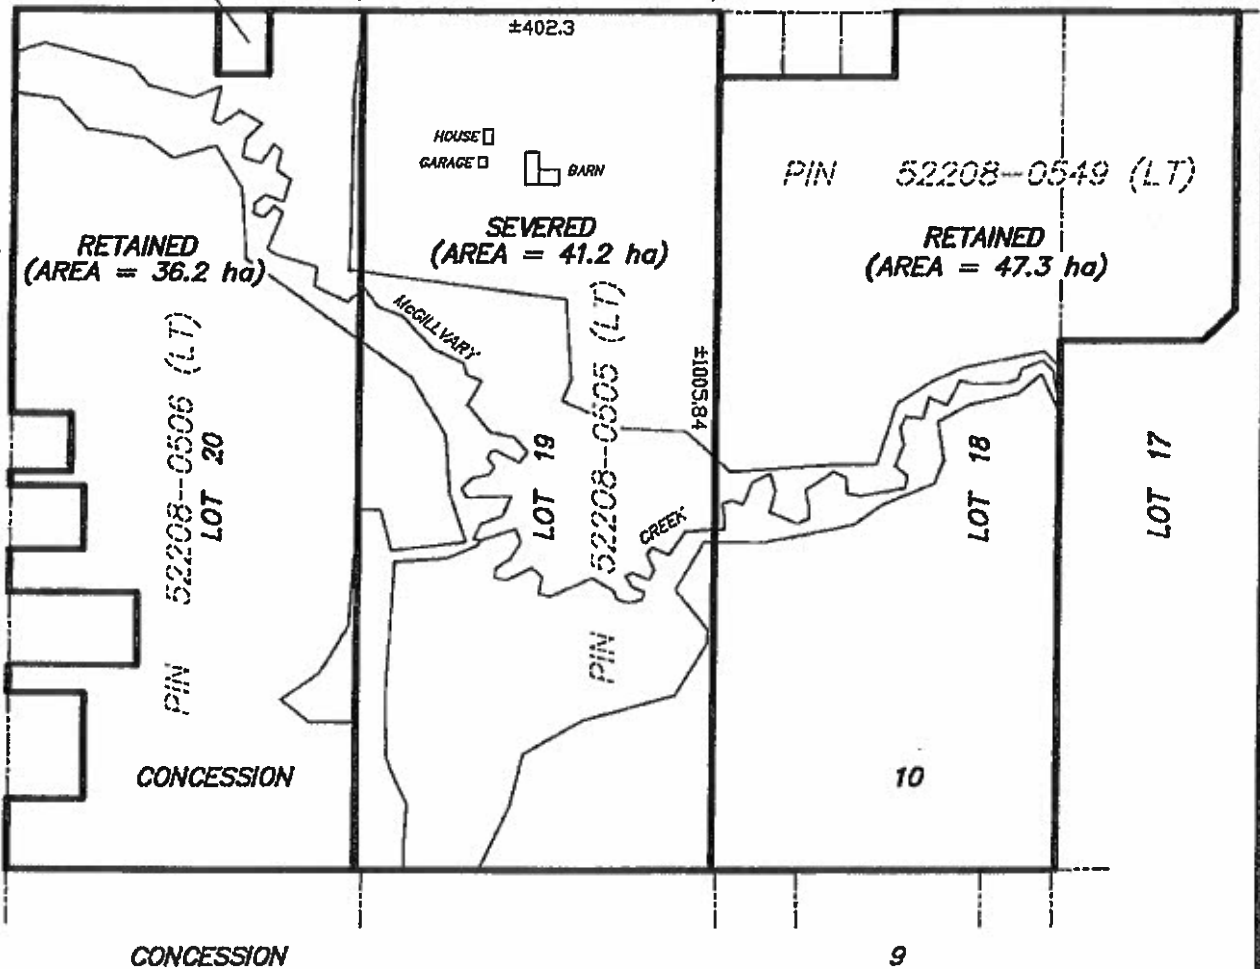 ±402.3
HOUSE
GARAGE
BARN
PIN 52208-0549 (LT)
SEVERED
(AREA = 41.2 ha)
RETAINED
(AREA = 36.2 ha)
RETAINED
(AREA = 47.3 ha)
McGILLVARY
±1005.84
PIN 52208-0506 (LT)
LOT 20
LOT 19
PIN 52208-0505 (LT)
CREEK
LOT 18
LOT 17
CONCESSION 10
CONCESSION 9